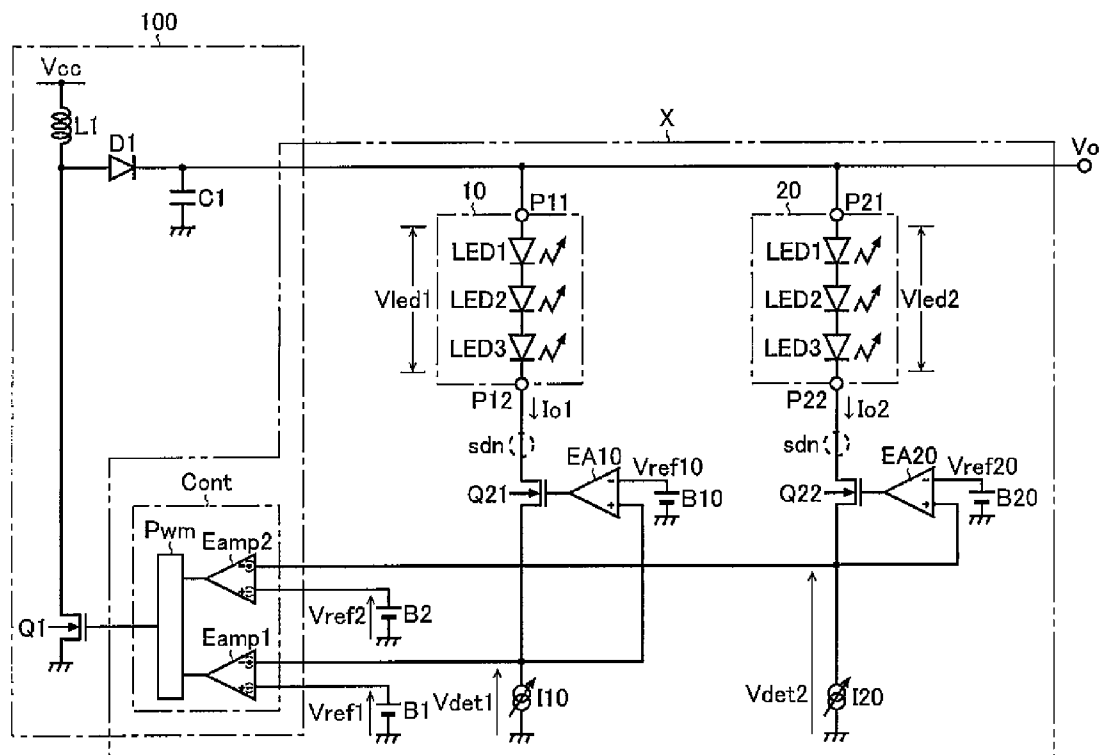 100
Vcc
L1
D1
C1
X
Vo
10
P11
20
P21
LED1
LED2
LED3
Vled1
LED1
LED2
LED3
Vled2
P12
Io1
P22
Io2
sdn
EA10
Vref10
sdn
EA20
Vref20
Q21
B10
Q22
B20
Cont
Pwm
Eamp2
Vref2
B2
Q1
Eamp1
Vref1
B1
Vdet1
I10
Vdet2
I20